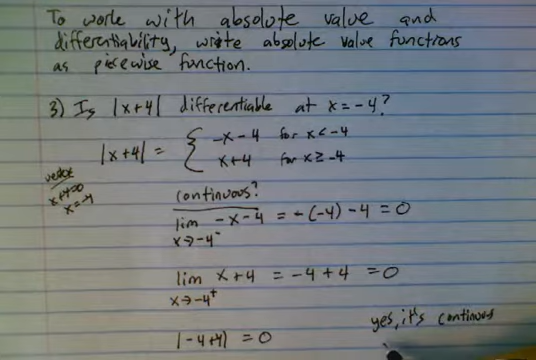 To work with absolute value and
differentiability, write absolute value functions
as piecewise function.
3) Is |x+4| differentiable at x = -4?
|x+4| = { -x-4 for x < -4
x+4 for x ≥ -4
vertex
x+4=0
x=-4
continuous?
lim x→-4⁻ -x-4 = -(-4) - 4 = 0
lim x→-4⁺ x+4 = -4+4 = 0
|-4+4| = 0
yes, it's continuous